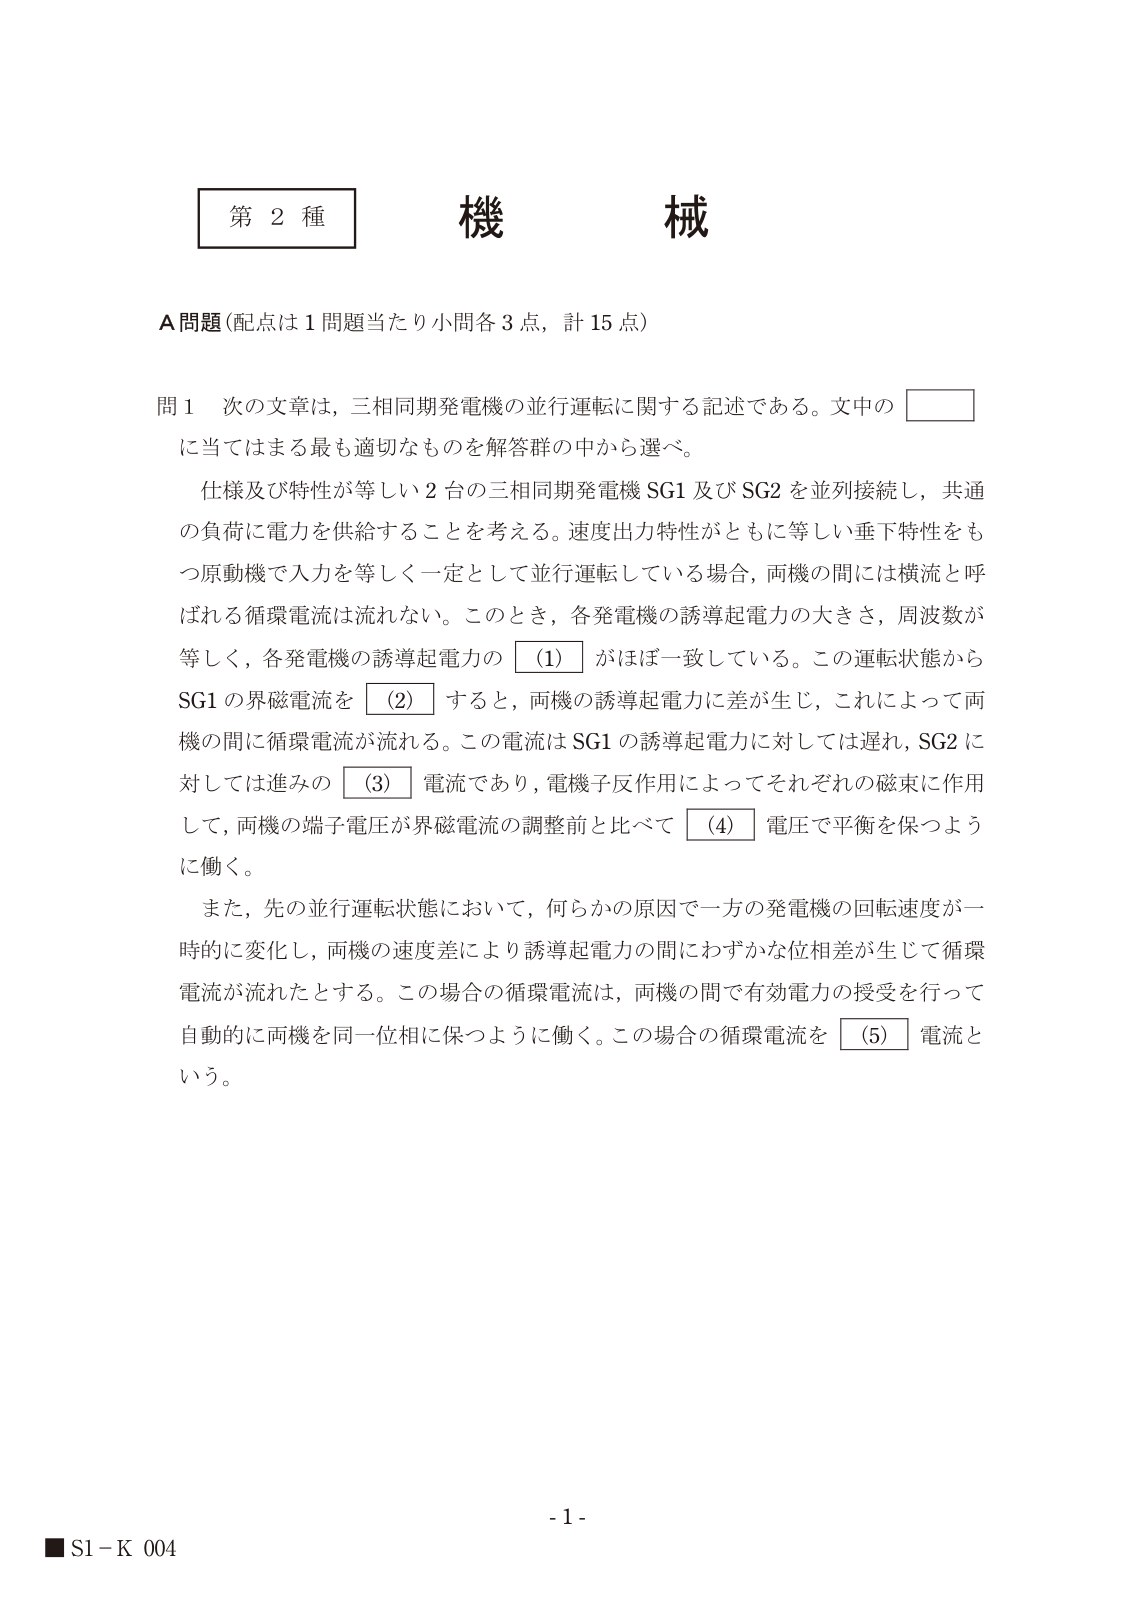 第 2 種
機 械
A問題(配点は1問題当たり小問各3点，計15点)
問1 次の文章は，三相同期発電機の並行運転に関する記述である。文中の
に当てはまる最も適切なものを解答群の中から選べ。
仕様及び特性が等しい2台の三相同期発電機SG1及びSG2を並列接続し，共通
の負荷に電力を供給することを考える。速度出力特性がともに等しい垂下特性をも
つ原動機で入力を等しく一定として並行運転している場合，両機の間には横流と呼
ばれる循環電流は流れない。このとき，各発電機の誘導起電力の大きさ，周波数が
等しく，各発電機の誘導起電力の (1) がほぼ一致している。この運転状態から
SG1の界磁電流を (2) すると，両機の誘導起電力に差が生じ，これによって両
機の間に循環電流が流れる。この電流はSG1の誘導起電力に対しては遅れ，SG2に
対しては進みの (3) 電流であり，電機子反作用によってそれぞれの磁束に作用
して，両機の端子電圧が界磁電流の調整前と比べて (4) 電圧で平衡を保つよう
に働く。
また，先の並行運転状態において，何らかの原因で一方の発電機の回転速度が一
時的に変化し，両機の速度差により誘導起電力の間にわずかな位相差が生じて循環
電流が流れたとする。この場合の循環電流は，両機の間で有効電力の授受を行って
自動的に両機を同一位相に保つように働く。この場合の循環電流を (5) 電流と
いう。
- 1 -
■ S1－K 004